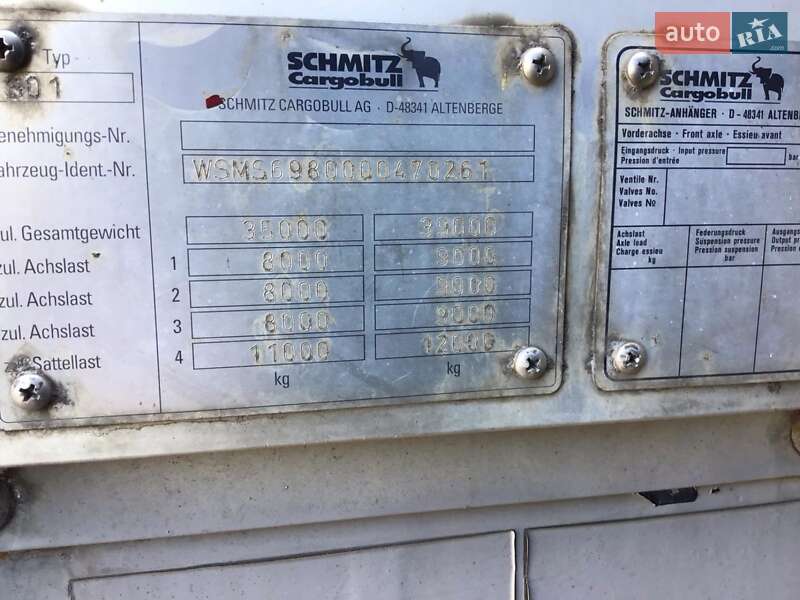 auto RIA .com
Typ
S01
SCHMITZ
Cargobull
SCHMITZ CARGOBULL AG · D-48341 ALTENBERGE
enehmigungs-Nr.
ahrzeug-Ident.-Nr. WSMS6980000470261
ul. Gesamtgewicht 35000 39000
zul. Achslast 1 8000 9000
zul. Achslast 2 8000 9000
zul. Achslast 3 8000 9000
Sattellast 4 11000 12000
kg kg
SCHMITZ
Cargobull
SCHMITZ-ANHÄNGER · D - 48341 ALTENBE
Vorderachse - Front axle - Essieu avant
Eingangsdruck - Input pressure bar
Pression d'entrée
Ventile Nr.
Valves No.
Valves №
Achslast Federungsdruck Ausgangs
Axle load Suspension pressure Output p
Charge essieu Pression suspension Pression
kg bar